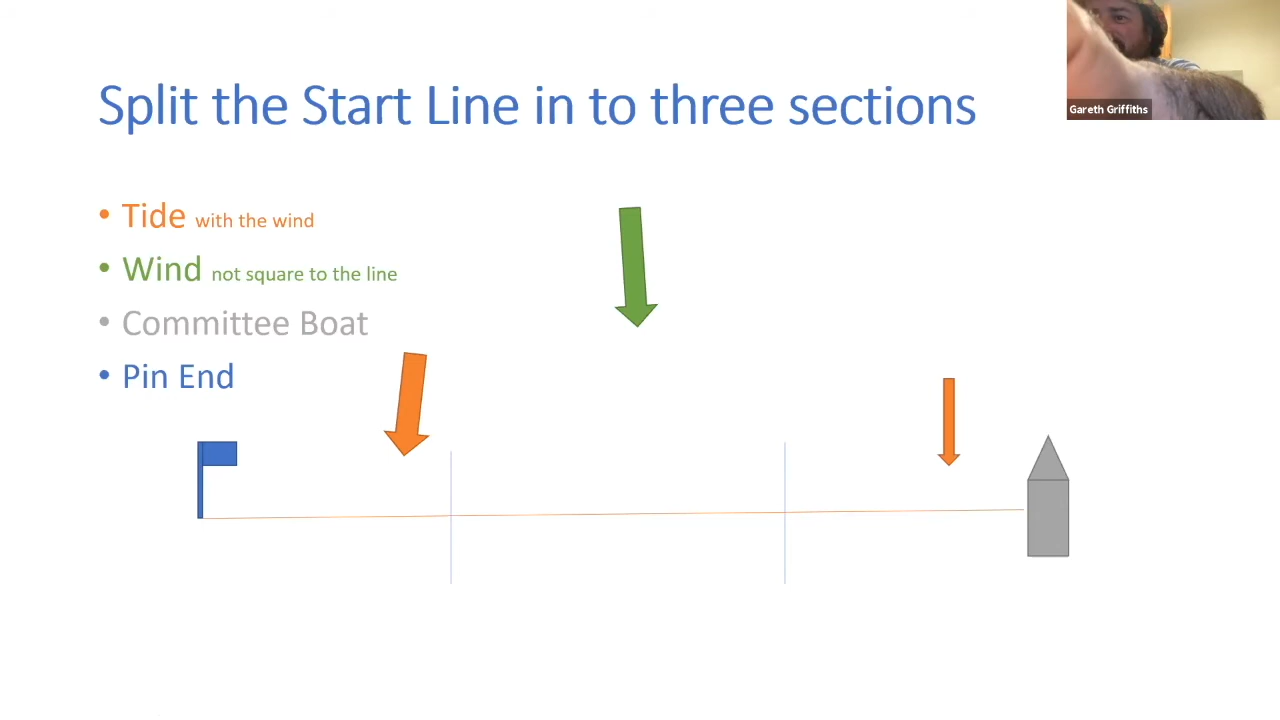 Split the Start Line in to three sections
Gareth Griffiths
• Tide with the wind
• Wind not square to the line
• Committee Boat
• Pin End